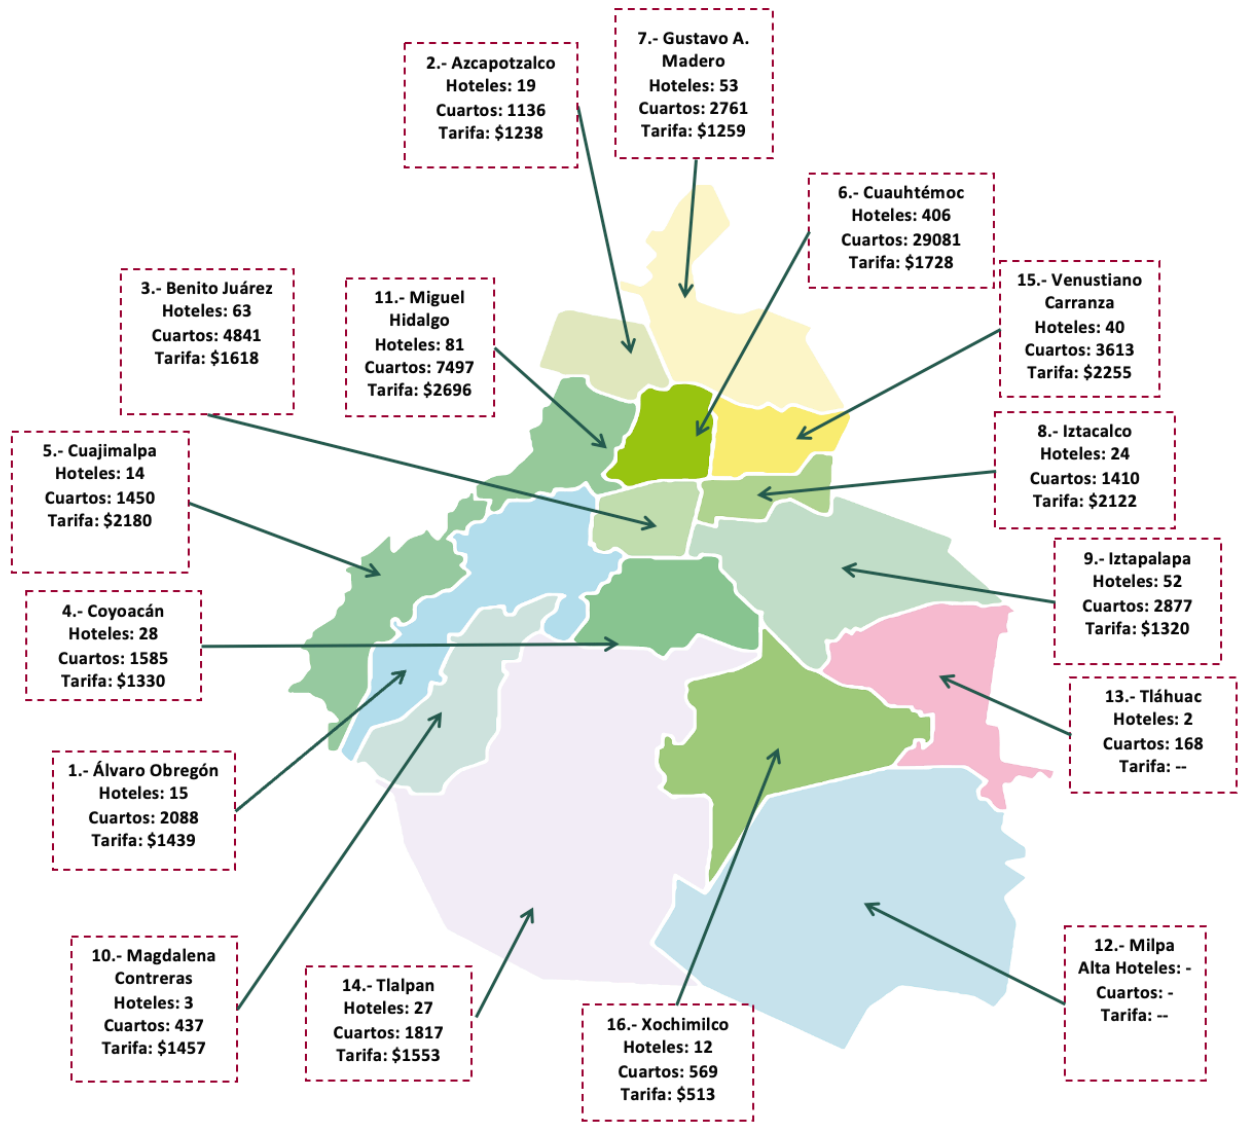 7.- Gustavo A.
Madero
Hoteles: 53
Cuartos: 2761
Tarifa: $1259
2.- Azcapotzalco
Hoteles: 19
Cuartos: 1136
Tarifa: $1238
6.- Cuauhtémoc
Hoteles: 406
Cuartos: 29081
Tarifa: $1728
3.- Benito Juárez
Hoteles: 63
Cuartos: 4841
Tarifa: $1618
11.- Miguel
Hidalgo
Hoteles: 81
Cuartos: 7497
Tarifa: $2696
15.- Venustiano
Carranza
Hoteles: 40
Cuartos: 3613
Tarifa: $2255
5.- Cuajimalpa
Hoteles: 14
Cuartos: 1450
Tarifa: $2180
8.- Iztacalco
Hoteles: 24
Cuartos: 1410
Tarifa: $2122
9.- Iztapalapa
Hoteles: 52
Cuartos: 2877
Tarifa: $1320
4.- Coyoacán
Hoteles: 28
Cuartos: 1585
Tarifa: $1330
13.- Tláhuac
Hoteles: 2
Cuartos: 168
Tarifa: --
1.- Álvaro Obregón
Hoteles: 15
Cuartos: 2088
Tarifa: $1439
10.- Magdalena
Contreras
Hoteles: 3
Cuartos: 437
Tarifa: $1457
14.- Tlalpan
Hoteles: 27
Cuartos: 1817
Tarifa: $1553
16.- Xochimilco
Hoteles: 12
Cuartos: 569
Tarifa: $513
12.- Milpa
Alta Hoteles: -
Cuartos: -
Tarifa: --